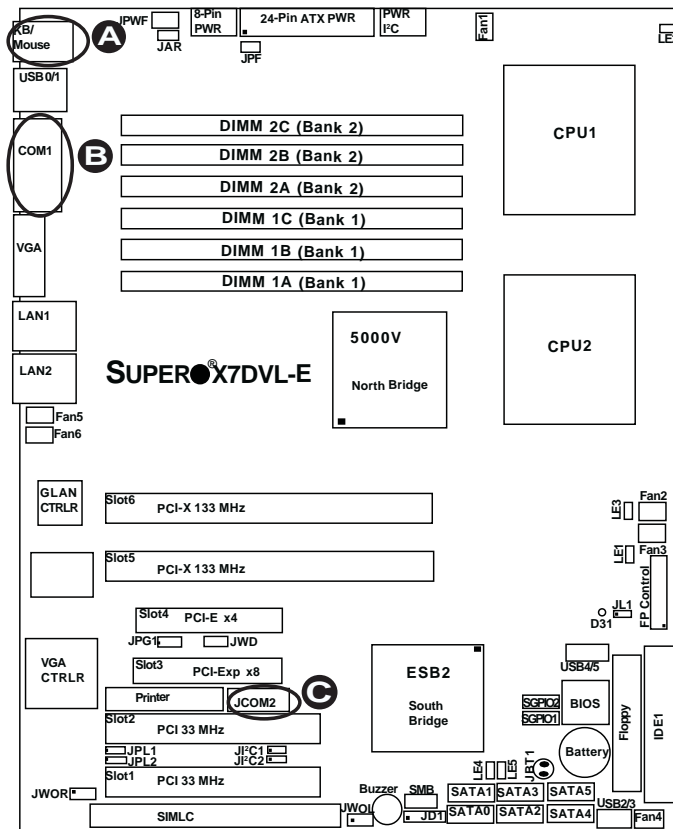 KB/
Mouse
A
JPWF
JAR
8-Pin
PWR
24-Pin ATX PWR
JPF
PWR
I²C
Fan1
LE
USB0/1
COM1
B
DIMM 2C (Bank 2)
DIMM 2B (Bank 2)
DIMM 2A (Bank 2)
DIMM 1C (Bank 1)
DIMM 1B (Bank 1)
DIMM 1A (Bank 1)
CPU1
VGA
LAN1
LAN2
SUPER®X7DVL-E
5000V
North Bridge
CPU2
Fan5
Fan6
GLAN
CTRLR
Slot6
PCI-X 133 MHz
Slot5
PCI-X 133 MHz
LE3
Fan2
Fan3
LE1
FP Control
JL1
D31
Slot4 PCI-E x4
JPG1
JWD
VGA
CTRLR
Slot3
PCI-Exp x8
Printer
JCOM2
C
ESB2
South
Bridge
USB4/5
SGPIO2
SGPIO1
BIOS
Floppy
IDE1
Slot2
PCI 33 MHz
JPL1
JPL2
JI²C1
JI²C2
Battery
JBT1
LE4
LE5
Slot1 PCI 33 MHz
JWOR
SIMLC
JWOL
Buzzer
SMB
JD1
SATA1
SATA3
SATA5
SATA0
SATA2
SATA4
USB2/3
Fan4